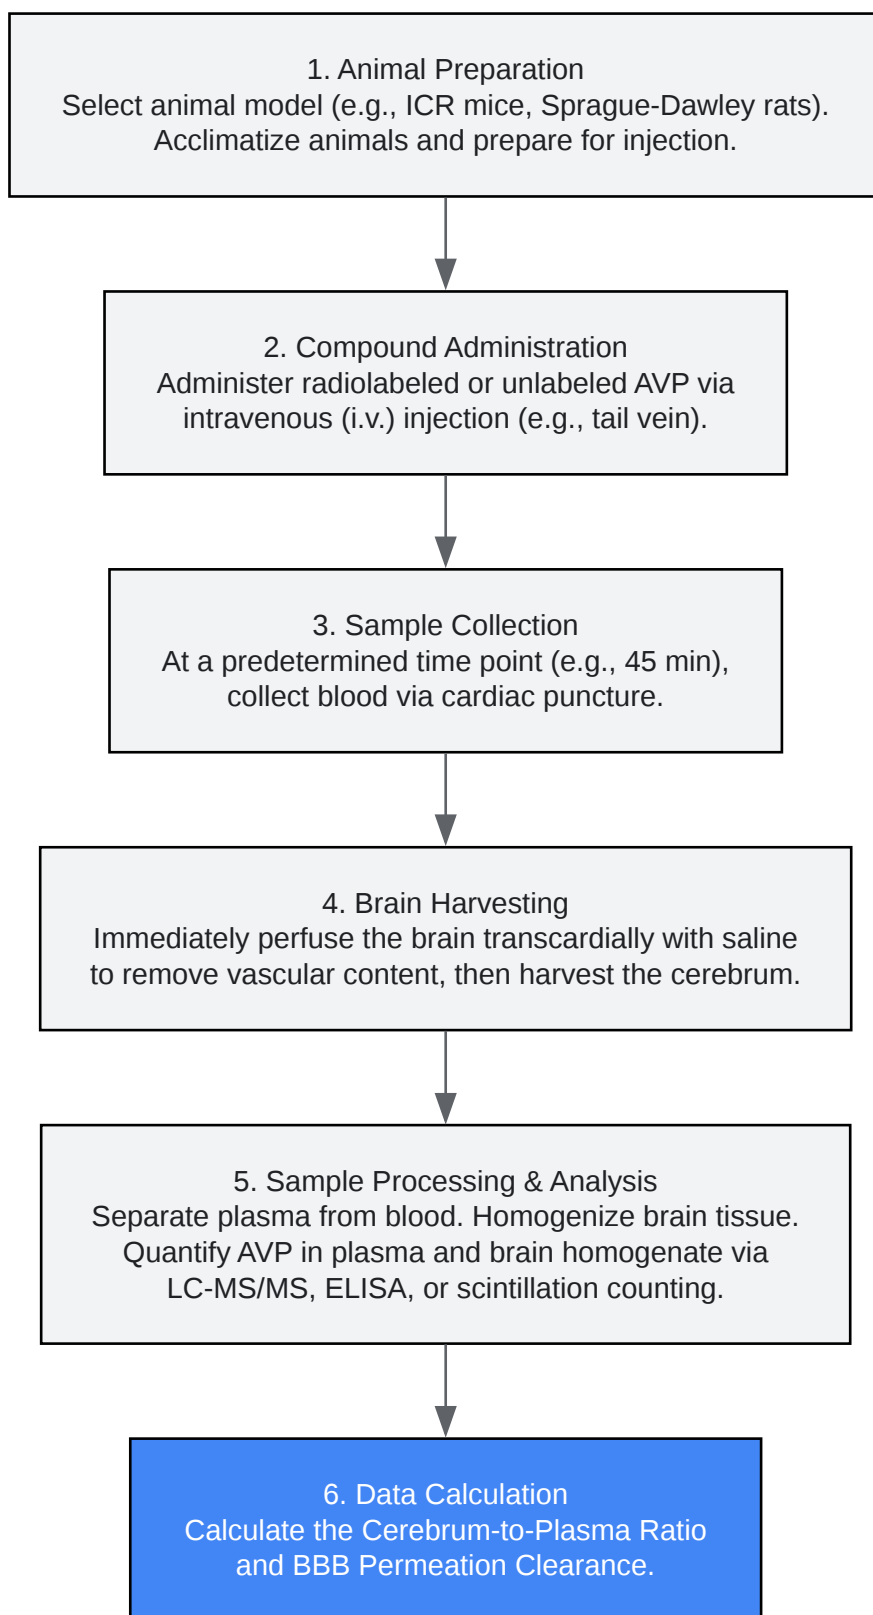 1. Animal Preparation
Select animal model (e.g., ICR mice, Sprague-Dawley rats).
Acclimatize animals and prepare for injection.
2. Compound Administration
Administer radiolabeled or unlabeled AVP via
intravenous (i.v.) injection (e.g., tail vein).
3. Sample Collection
At a predetermined time point (e.g., 45 min),
collect blood via cardiac puncture.
4. Brain Harvesting
Immediately perfuse the brain transcardially with saline
to remove vascular content, then harvest the cerebrum.
5. Sample Processing & Analysis
Separate plasma from blood. Homogenize brain tissue.
Quantify AVP in plasma and brain homogenate via
LC-MS/MS, ELISA, or scintillation counting.
6. Data Calculation
Calculate the Cerebrum-to-Plasma Ratio
and BBB Permeation Clearance.